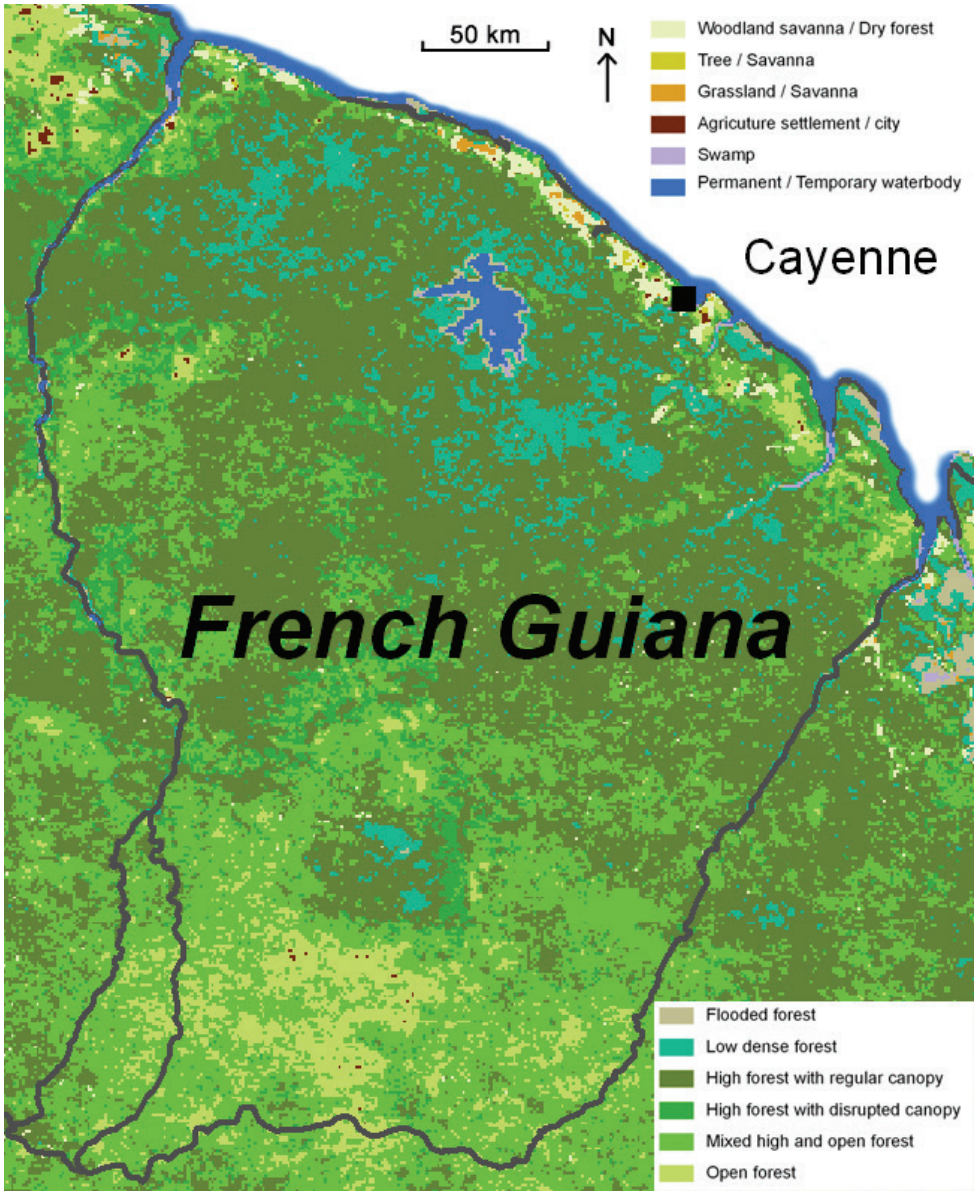 50 km
N
Woodland savanna / Dry forest
Tree / Savanna
Grassland / Savanna
Agricuture settlement / city
Swamp
Permanent / Temporary waterbody
Cayenne
French Guiana
Flooded forest
Low dense forest
High forest with regular canopy
High forest with disrupted canopy
Mixed high and open forest
Open forest